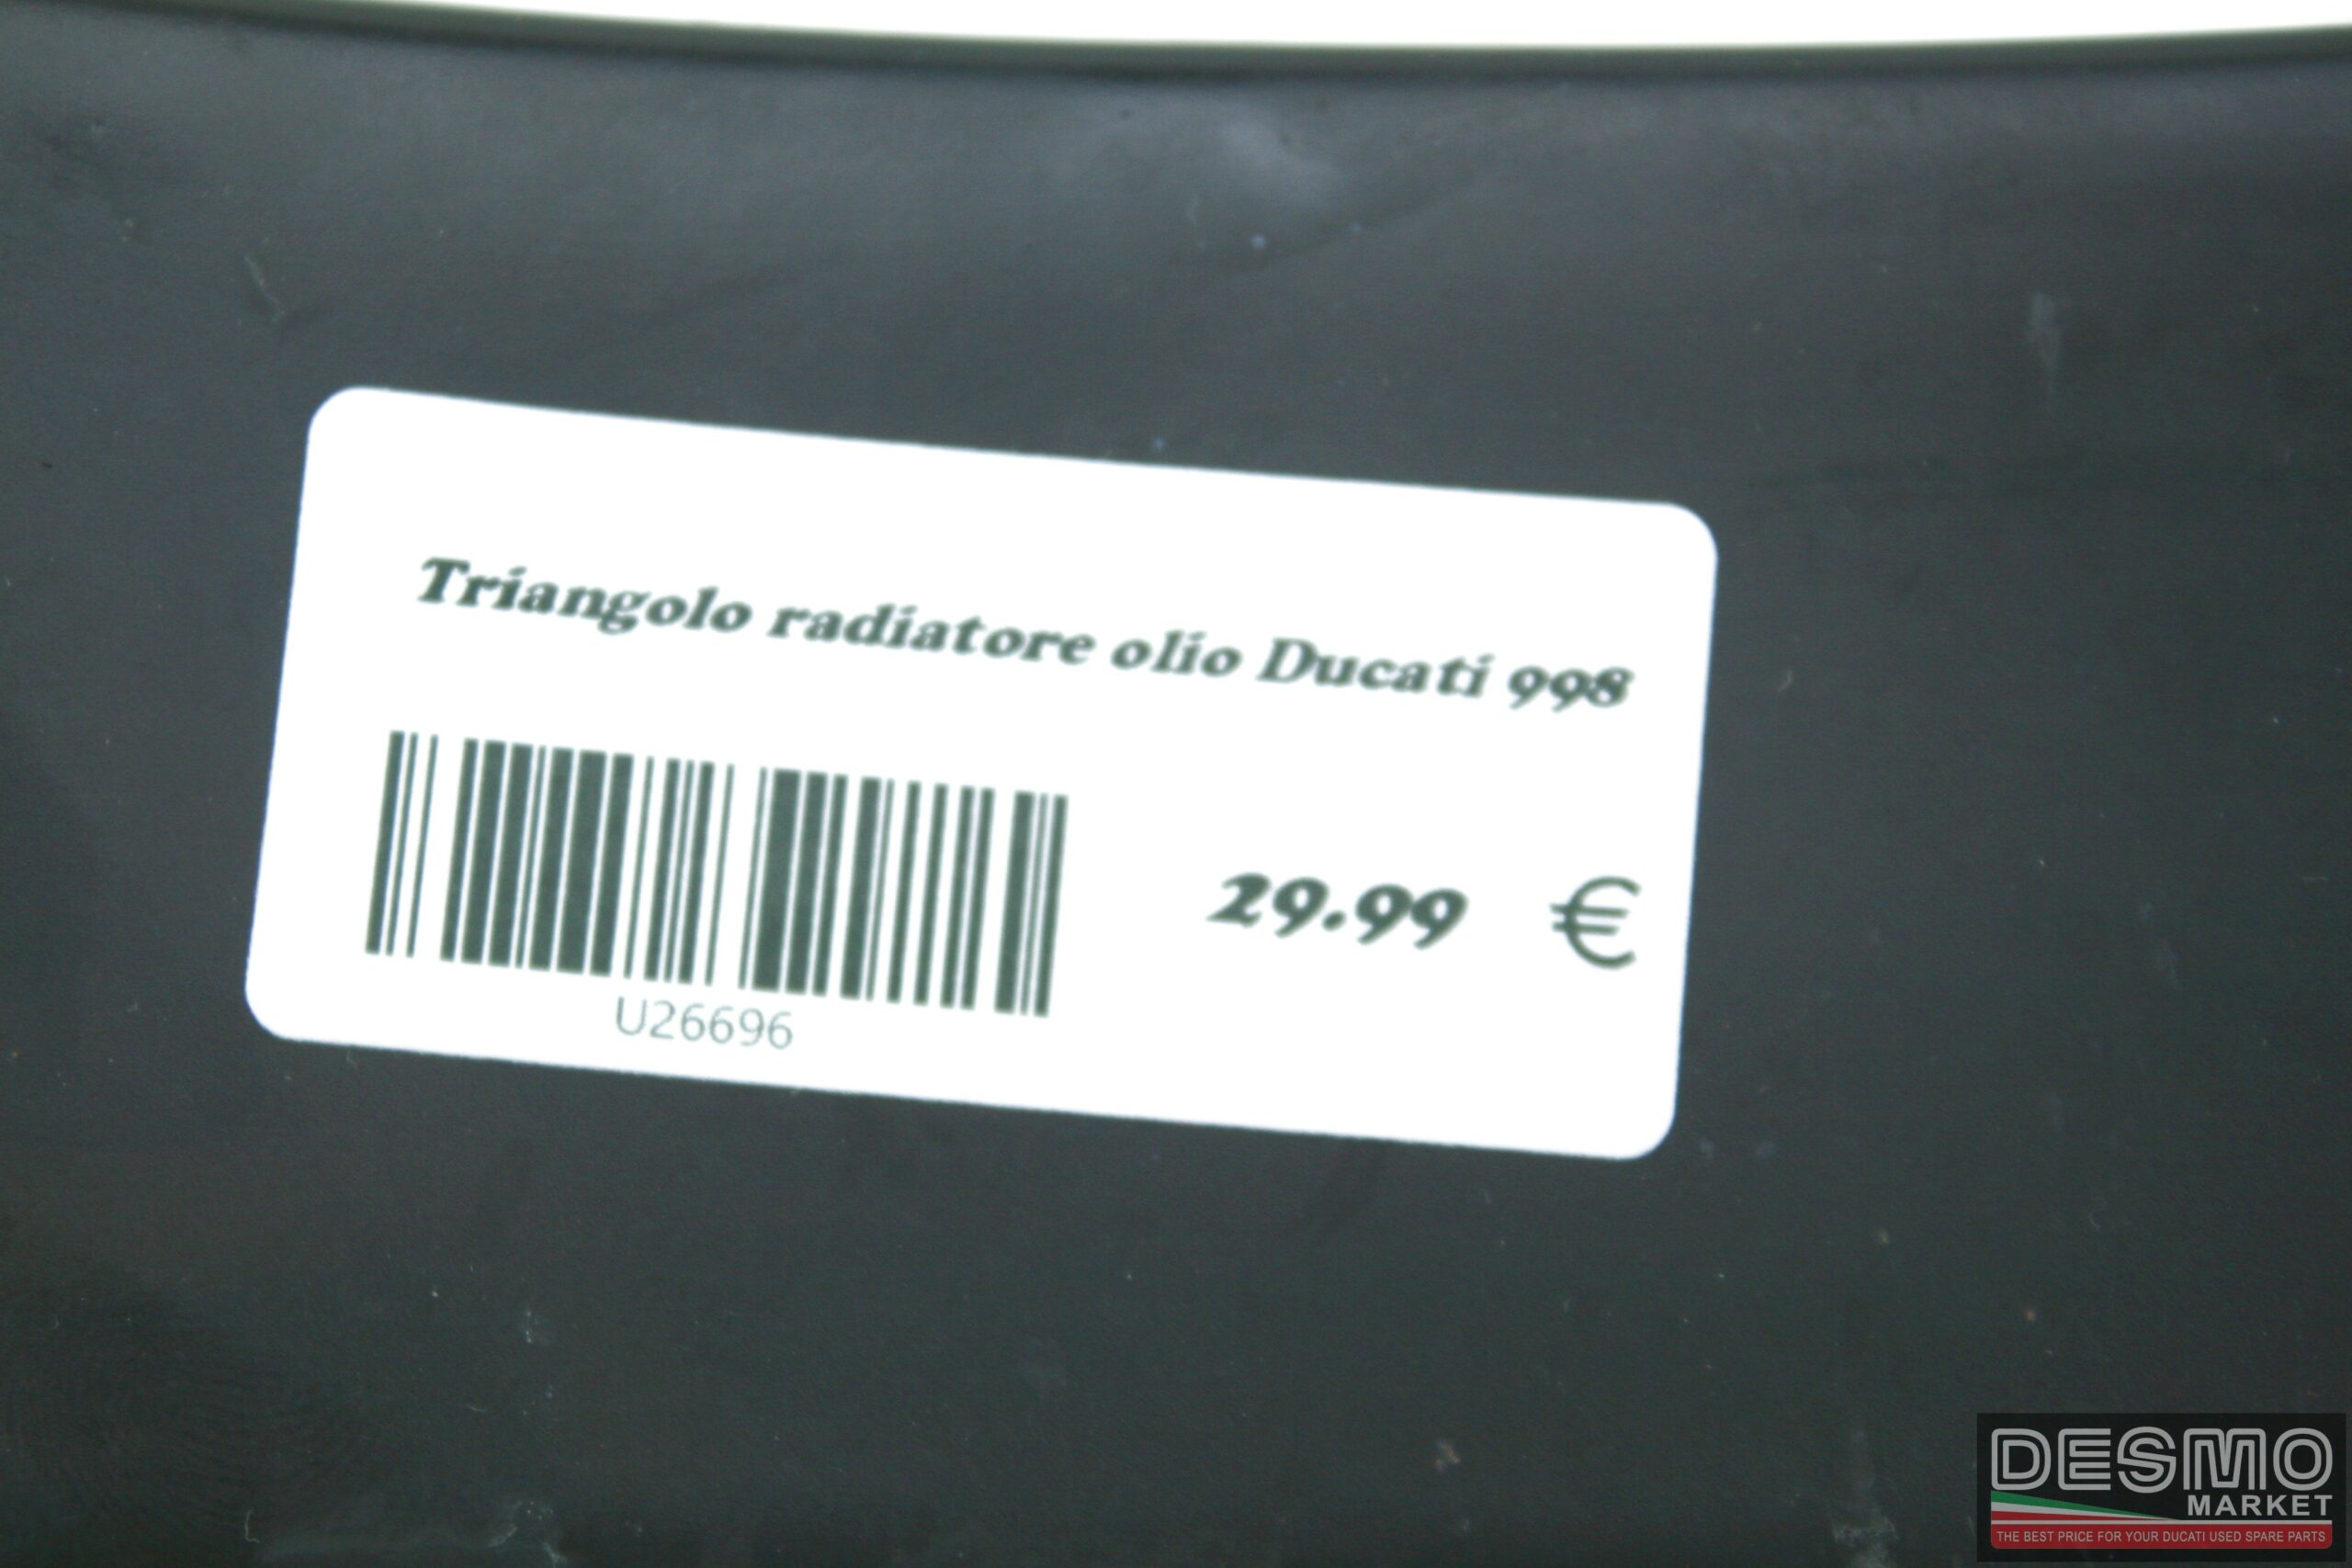 Triangolo radiatore olio Ducati 998
29.99 €
U26696
DESMO
MARKET
THE BEST PRICE FOR YOUR DUCATI USED SPARE PARTS